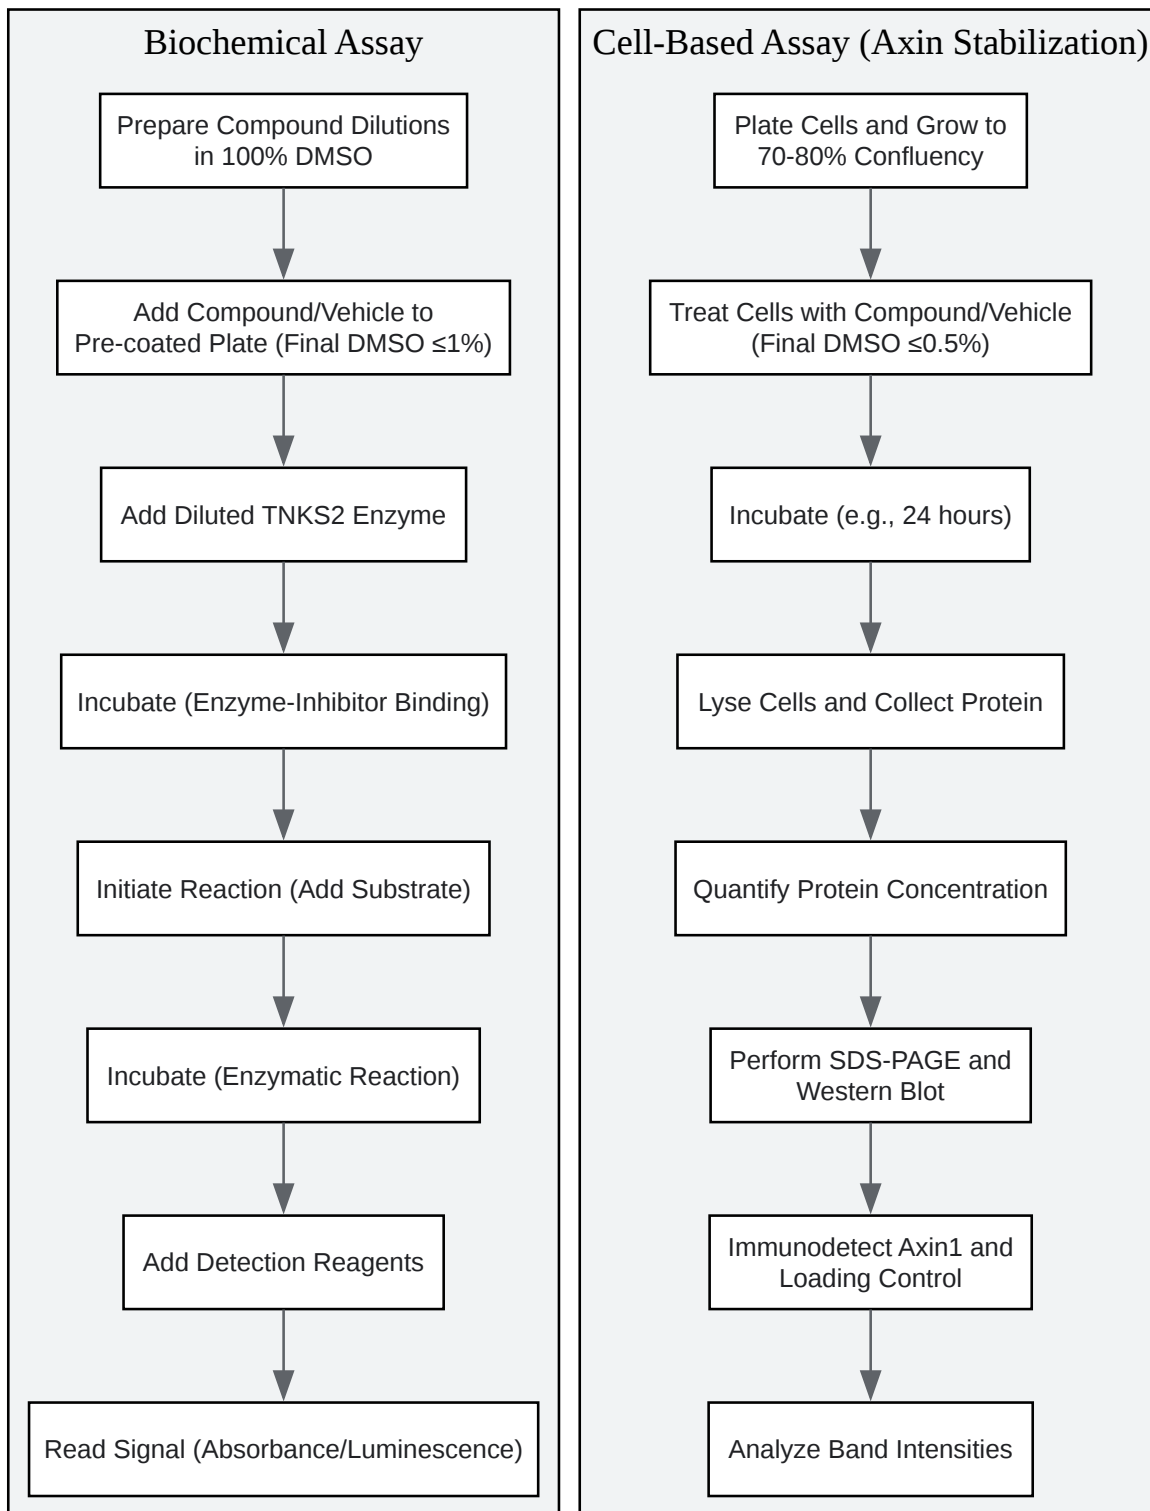 Biochemical Assay
Prepare Compound Dilutions
in 100% DMSO
Add Compound/Vehicle to
Pre-coated Plate (Final DMSO ≤1%)
Add Diluted TNKS2 Enzyme
Incubate (Enzyme-Inhibitor Binding)
Initiate Reaction (Add Substrate)
Incubate (Enzymatic Reaction)
Add Detection Reagents
Read Signal (Absorbance/Luminescence)
Cell-Based Assay (Axin Stabilization)
Plate Cells and Grow to
70-80% Confluency
Treat Cells with Compound/Vehicle
(Final DMSO ≤0.5%)
Incubate (e.g., 24 hours)
Lyse Cells and Collect Protein
Quantify Protein Concentration
Perform SDS-PAGE and
Western Blot
Immunodetect Axin1 and
Loading Control
Analyze Band Intensities